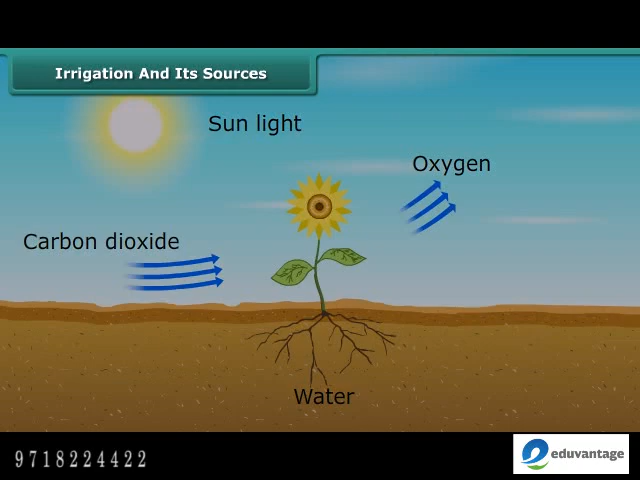 Irrigation And Its Sources
Sun light
Oxygen
Carbon dioxide
Water
9718224422
eduvantage